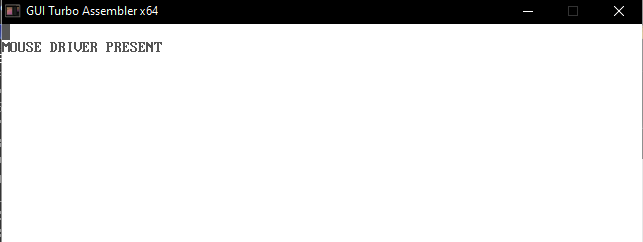 GUI Turbo Assembler x64
MOUSE DRIVER PRESENT